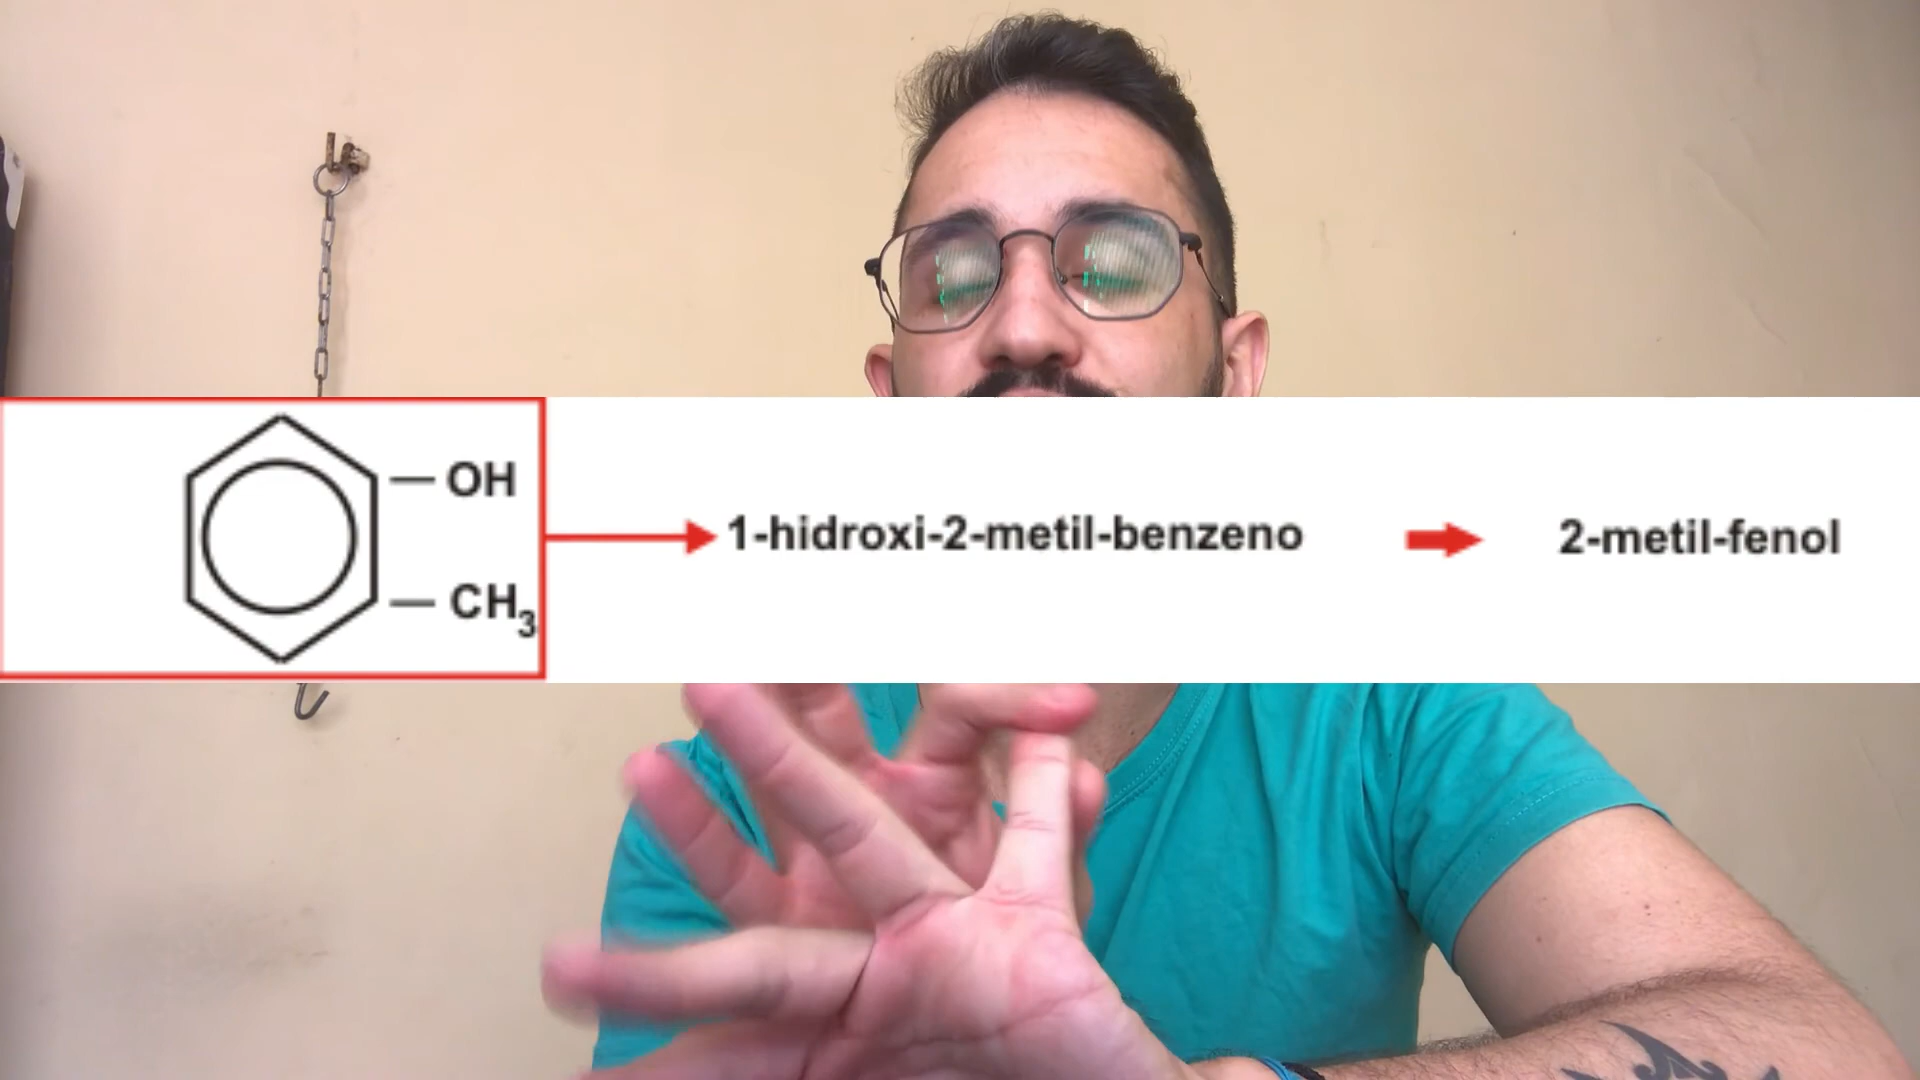 — OH
1-hidroxi-2-metil-benzeno
2-metil-fenol
— CH3